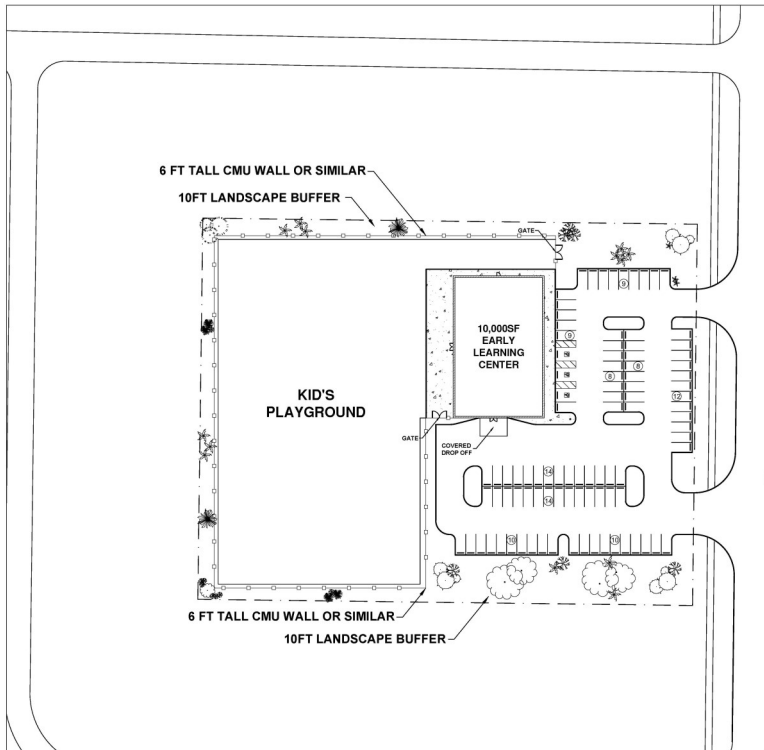 6 FT TALL CMU WALL OR SIMILAR
10FT LANDSCAPE BUFFER
GATE
9
10,000SF
EARLY
LEARNING
CENTER
9
8
8
12
KID'S
PLAYGROUND
GATE
COVERED
DROP OFF
14
14
10
10
6 FT TALL CMU WALL OR SIMILAR
10FT LANDSCAPE BUFFER